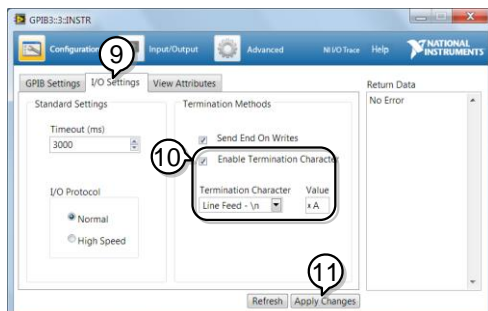 GPIB3::3::INSTR
Configuration
9
Input/Output
Advanced
NI I/O Trace
Help
NATIONAL
INSTRUMENTS
GPIB Settings
I/O Settings
View Attributes
Return Data
Standard Settings
Termination Methods
No Error
Timeout (ms)
3000
Send End On Writes
10
Enable Termination Character
I/O Protocol
Termination Character
Value
Line Feed - \n
x A
Normal
High Speed
11
Refresh
Apply Changes